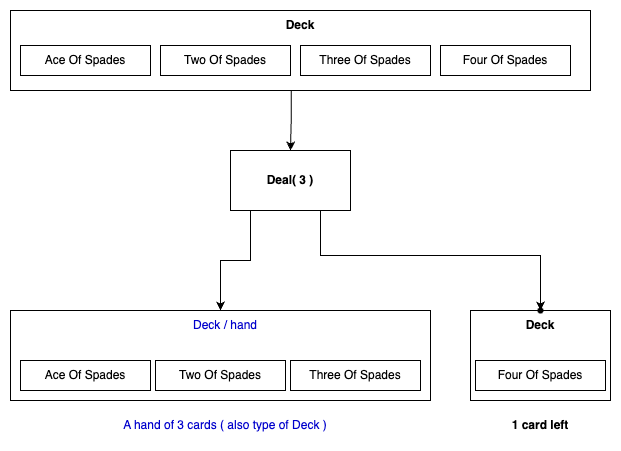 Deck
Ace Of Spades
Two Of Spades
Three Of Spades
Four Of Spades
Deal( 3 )
Deck / hand
Deck
Ace Of Spades
Two Of Spades
Three Of Spades
Four Of Spades
A hand of 3 cards ( also type of Deck )
1 card left